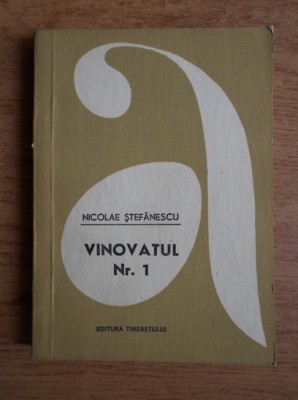 a
NICOLAE ŞTEFĂNESCU
VINOVATUL
Nr. 1
EDITURA TINERETULUI